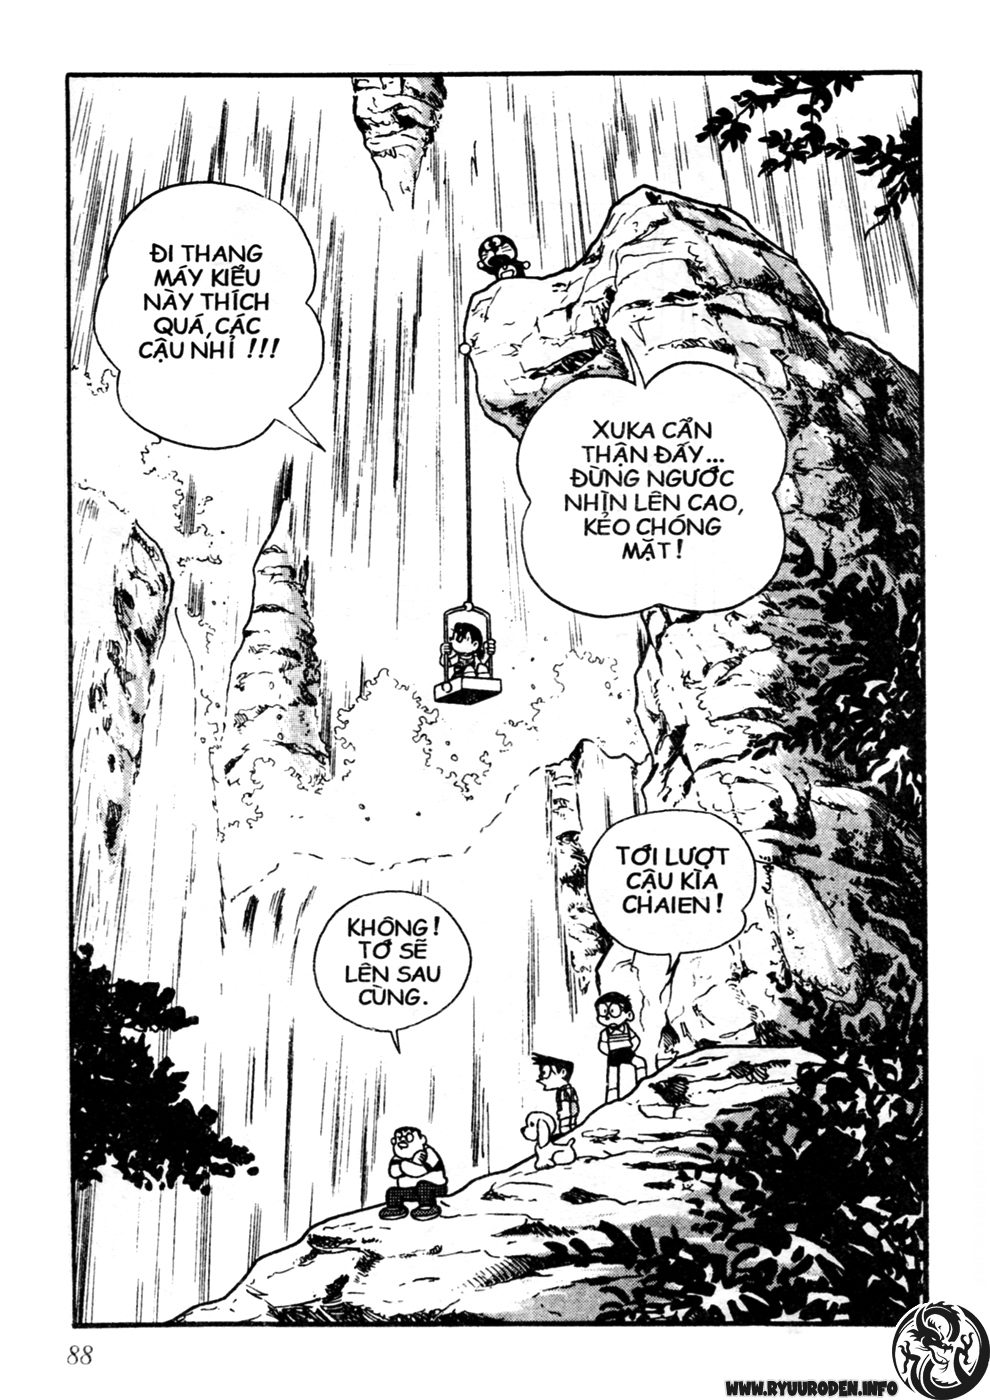 ĐI THANG
MÁY KIỂU
NÀY THÍCH
QUÁ, CÁC
CẬU NHỈ !!!
XUKA CẨN
THẬN ĐẤY...
ĐỪNG NGƯỚC
NHÌN LÊN CAO,
KẺO CHÓNG
MẶT!
TỚI LƯỢT
CẬU KÌA
CHAIEN!
KHÔNG!
TỚ SẼ
LÊN SAU
CÙNG.
88
WWW.RYUURODEN.INFO